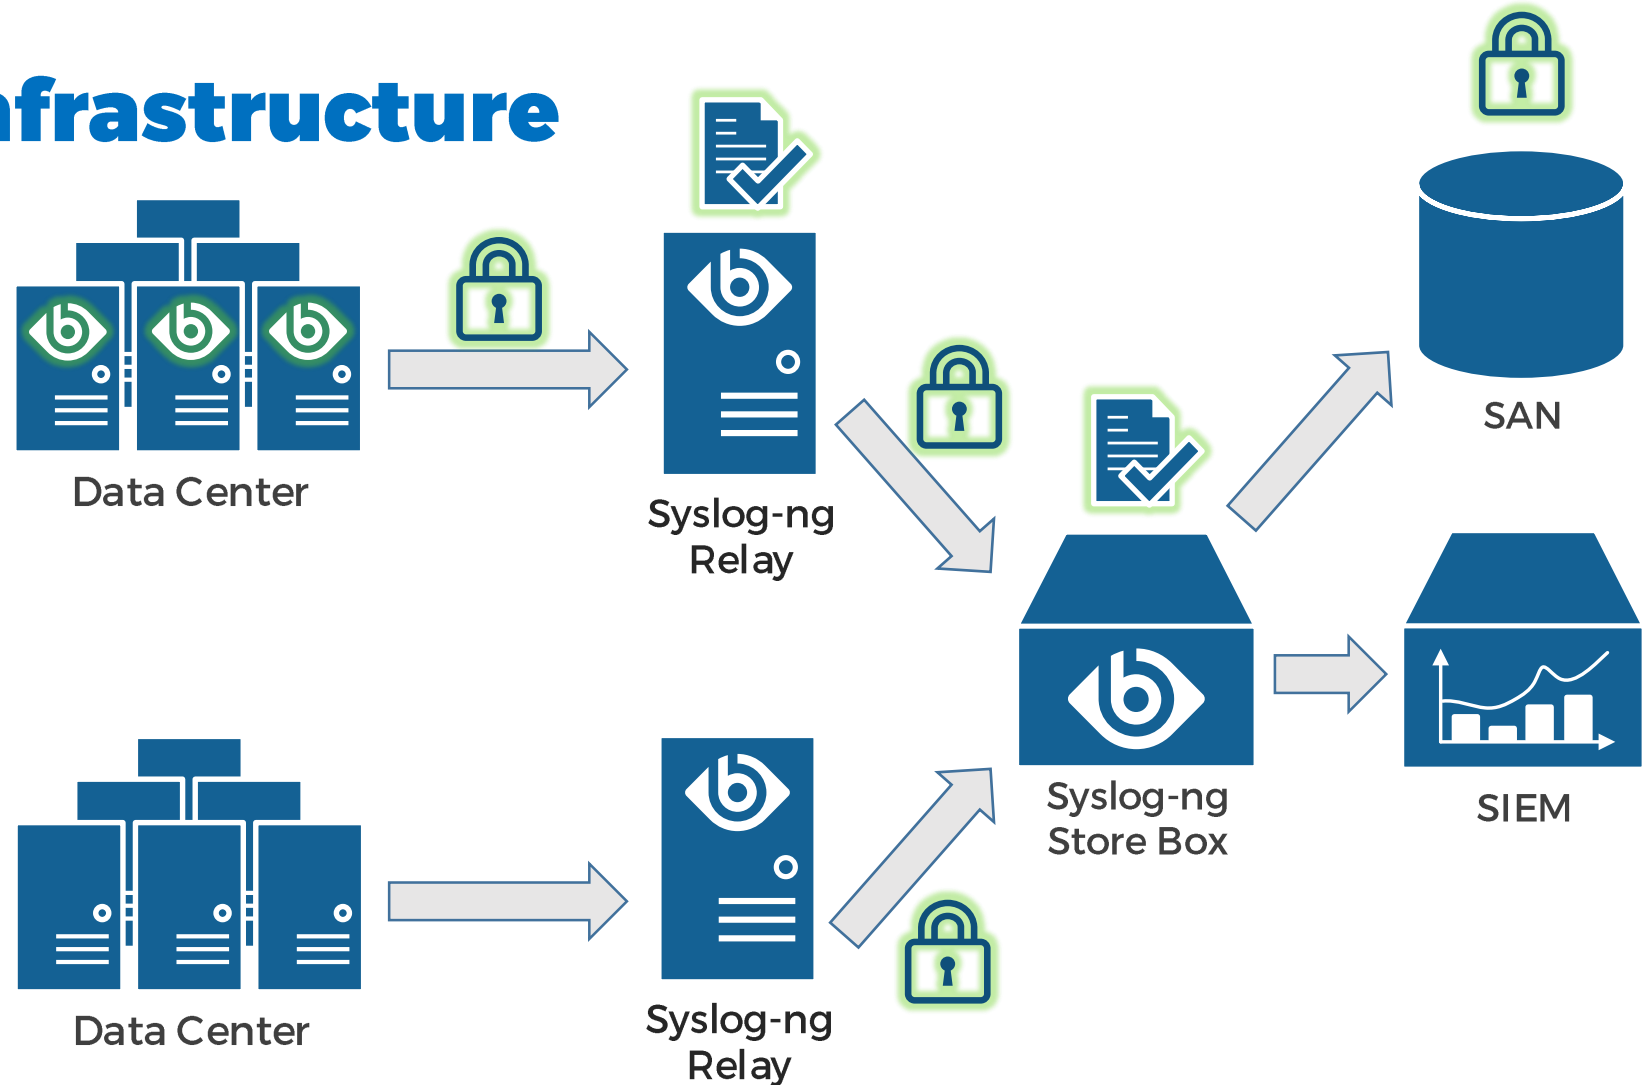 nfrastructure
Data Center
Syslog-ng
Relay
SAN
Syslog-ng
Store Box
SIEM
Data Center
Syslog-ng
Relay